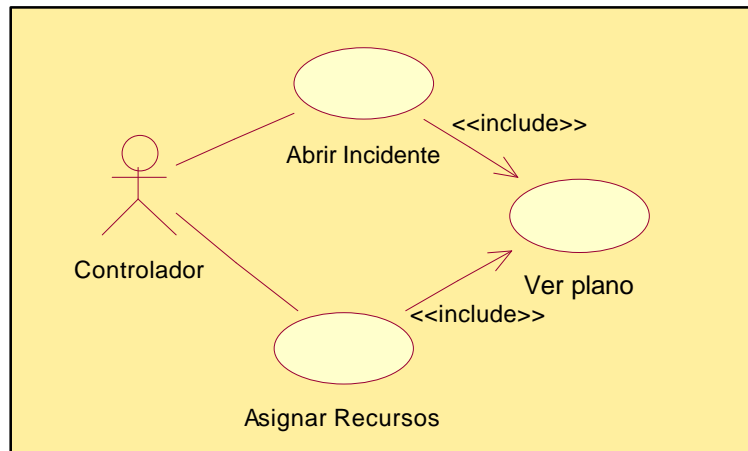 <<include>>
Abrir Incidente
Controlador
Ver plano
<<include>>
Asignar Recursos